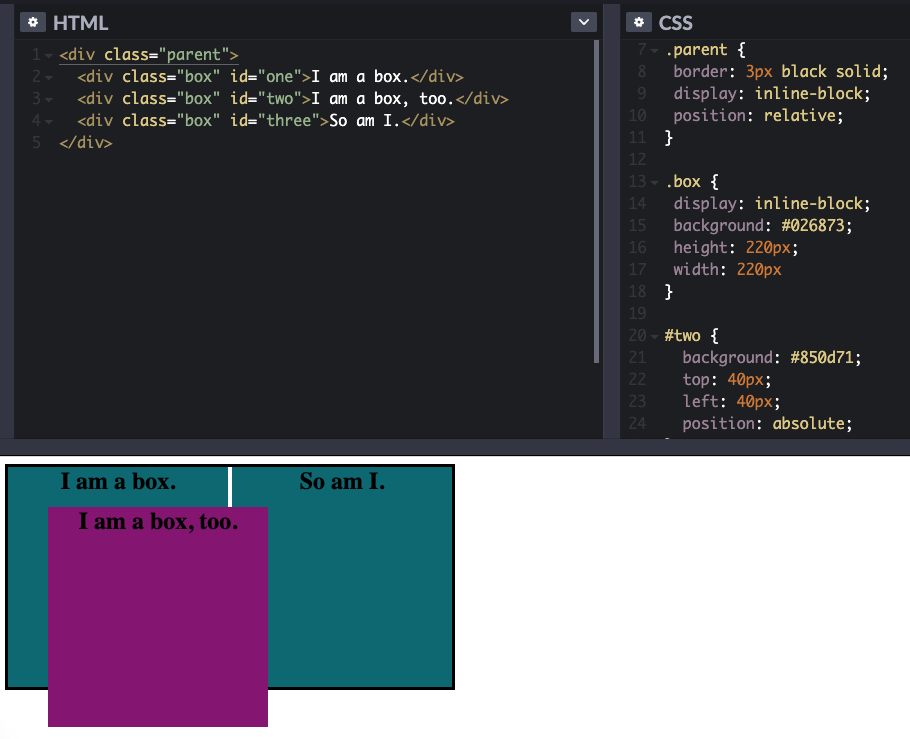 HTML
1 <div class="parent">
2 <div class="box" id="one">I am a box.</div>
3 <div class="box" id="two">I am a box, too.</div>
4 <div class="box" id="three">So am I.</div>
5 </div>
CSS
7 .parent {
8 border: 3px black solid;
9 display: inline-block;
10 position: relative;
11 }
12
13 .box {
14 display: inline-block;
15 background: #026873;
16 height: 220px;
17 width: 220px
18 }
19
20 #two {
21 background: #850d71;
22 top: 40px;
23 left: 40px;
24 position: absolute;
I am a box.
So am I.
I am a box, too.